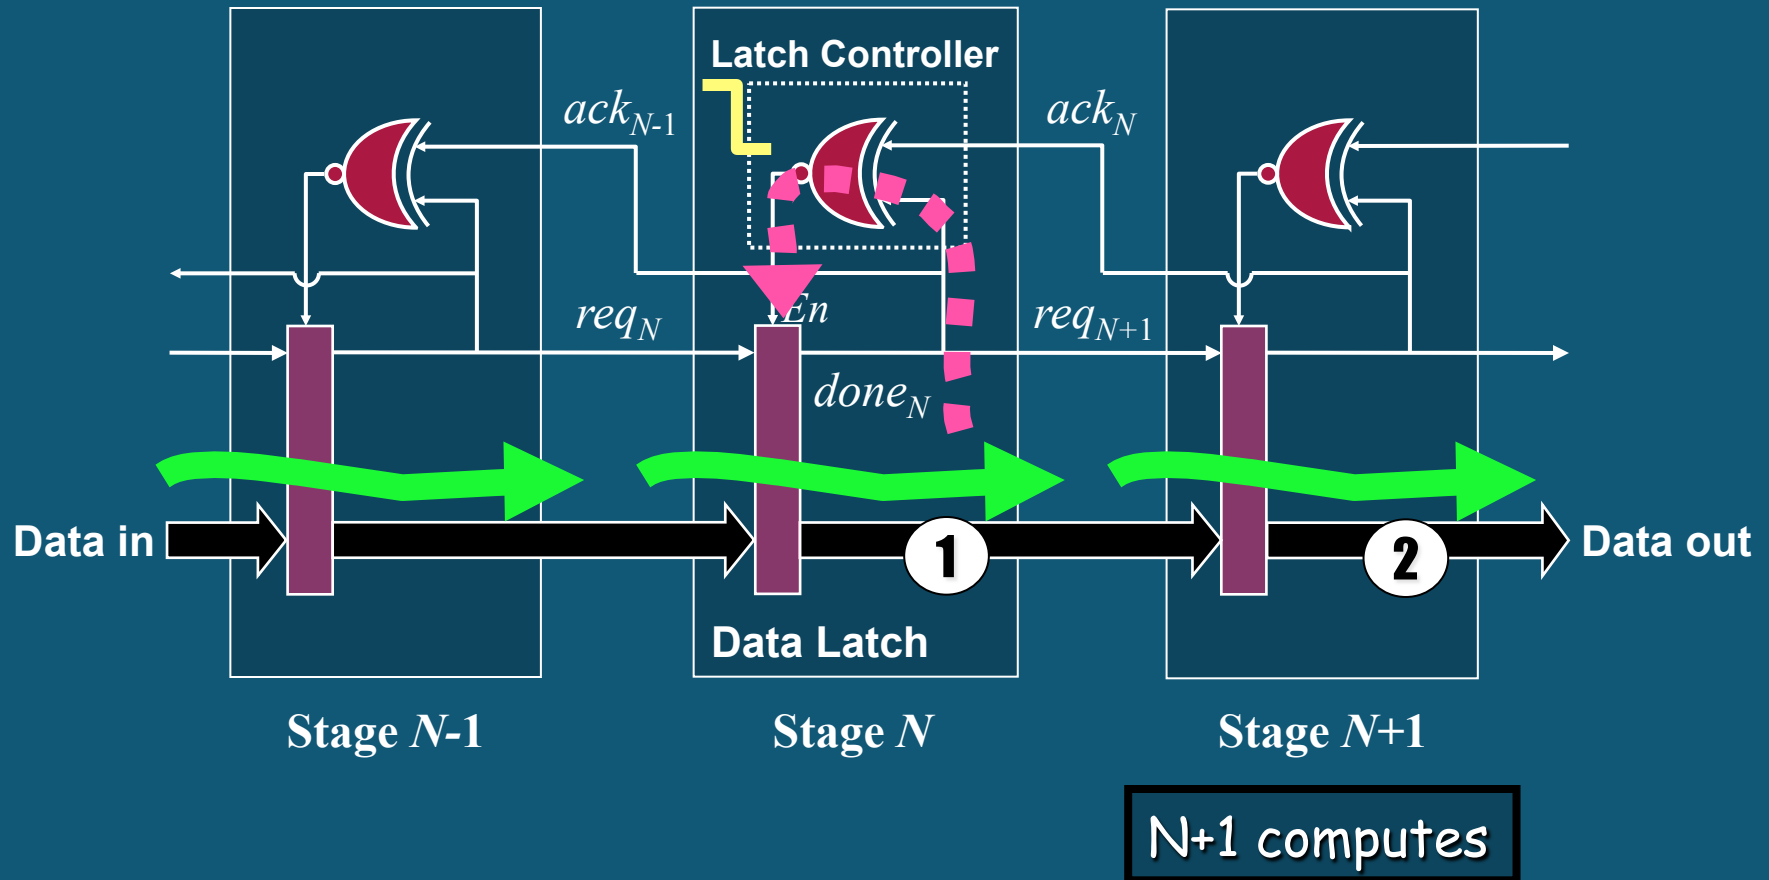 Latch Controller
ackN-1
ackN
En
reqN
reqN+1
doneN
Data in
1
2
Data out
Data Latch
Stage N-1
Stage N
Stage N+1
N+1 computes